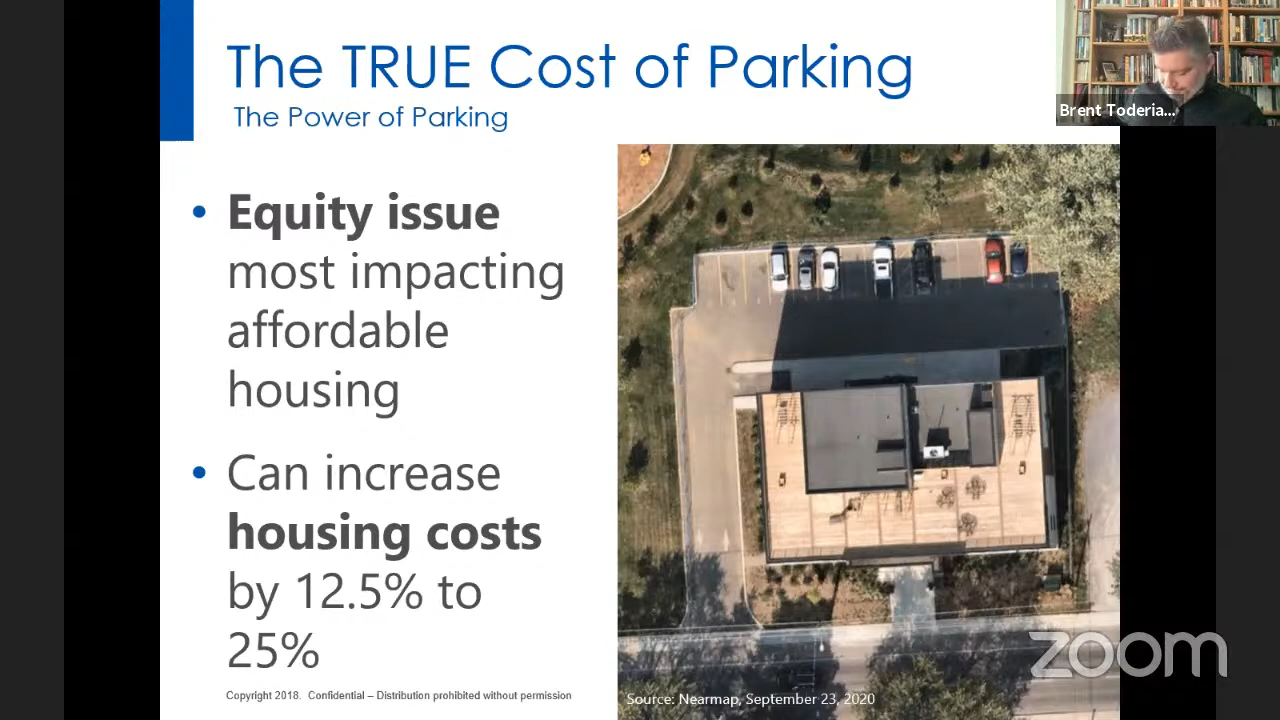 The TRUE Cost of Parking
The Power of Parking
Brent Toderia...
• Equity issue
most impacting
affordable
housing
• Can increase
housing costs
by 12.5% to
25%
Copyright 2018. Confidential – Distribution prohibited without permission
Source: Nearmap, September 23, 2020
zoom